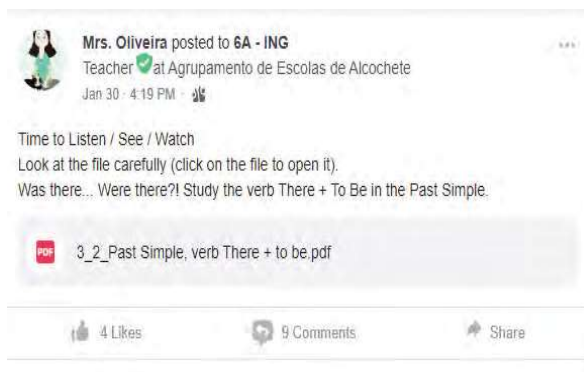 Mrs. Oliveira posted to 6A - ING
Teacher at Agrupamento de Escolas de Alcochete
Jan 30 · 4:19 PM ·
Time to Listen / See / Watch
Look at the file carefully (click on the file to open it).
Was there... Were there?! Study the verb There + To Be in the Past Simple.
PDF 3_2_Past Simple, verb There + to be.pdf
4 Likes 9 Comments Share